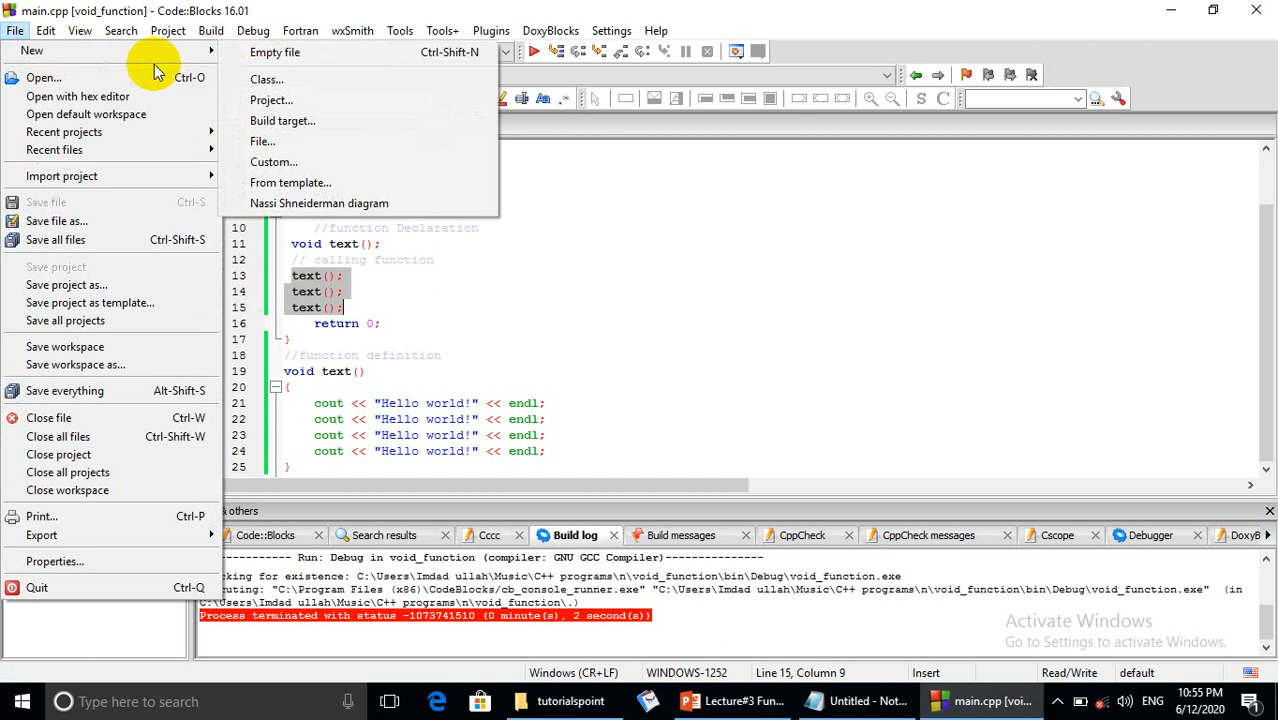 main.cpp [void_function] - Code::Blocks 16.01
File Edit View Search Project Build Debug Fortran wxSmith Tools Tools+ Plugins DoxyBlocks Settings Help
New
Open... Ctrl-O
Open with hex editor
Open default workspace
Recent projects
Recent files
Import project
Save file Ctrl-S
Save file as...
Save all files Ctrl-Shift-S
Save project
Save project as...
Save project as template...
Save all projects
Save workspace
Save workspace as...
Save everything Alt-Shift-S
Close file Ctrl-W
Close all files Ctrl-Shift-W
Close project
Close all projects
Close workspace
Print... Ctrl-P
Export
Properties...
Quit Ctrl-Q
Empty file Ctrl-Shift-N
Class...
Project...
Build target...
File...
Custom...
From template...
Nassi Shneiderman diagram
S C
10 //function Declaration
11 void text();
12 // calling function
13 text();
14 text();
15 text();
16 return 0;
17 }
18 //function definition
19 void text()
20 {
21 cout << "Hello world!" << endl;
22 cout << "Hello world!" << endl;
23 cout << "Hello world!" << endl;
24 cout << "Hello world!" << endl;
25 }
& others
Code::Blocks Search results Cccc Build log Build messages CppCheck CppCheck messages Cscope Debugger DoxyB
----------- Run: Debug in void_function (compiler: GNU GCC Compiler)---------------
king for existence: C:\Users\Imdad ullah\Music\C++ programs\n\void_function\bin\Debug\void_function.exe
uting: "C:\Program Files (x86)\CodeBlocks/cb_console_runner.exe" "C:\Users\Imdad ullah\Music\C++ programs\n\void_function\bin\Debug\void_function.exe" (in
C:\Users\Imdad ullah\Music\C++ programs\n\void_function\.)
Process terminated with status -1073741510 (0 minute(s), 2 second(s))
Activate Windows
Go to Settings to activate Windows.
Windows (CR+LF) WINDOWS-1252 Line 15, Column 9 Insert Read/Write default
Type here to search tutorialspoint Lecture#3 Fun... Untitled - Not... main.cpp [voi... ENG 10:55 PM
6/12/2020